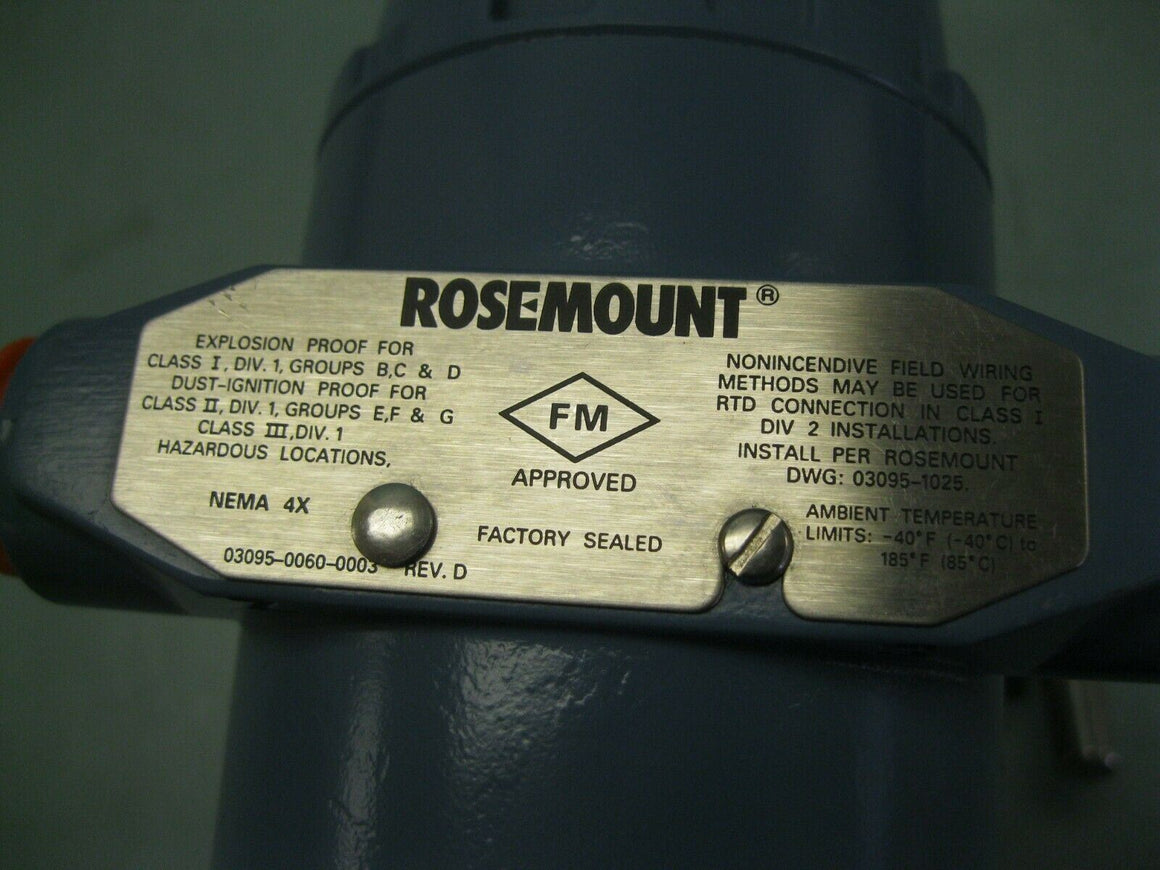 ROSEMOUNT®
EXPLOSION PROOF FOR
CLASS I, DIV. 1, GROUPS B,C & D
DUST-IGNITION PROOF FOR
CLASS II, DIV. 1, GROUPS E,F & G
CLASS III,DIV. 1
HAZARDOUS LOCATIONS,
NEMA 4X
03095-0060-0003 REV. D
FM
APPROVED
FACTORY SEALED
NONINCENDIVE FIELD WIRING
METHODS MAY BE USED FOR
RTD CONNECTION IN CLASS I
DIV 2 INSTALLATIONS.
INSTALL PER ROSEMOUNT
DWG: 03095-1025.
AMBIENT TEMPERATURE
LIMITS: -40°F (-40°C) to
185°F (85°C)